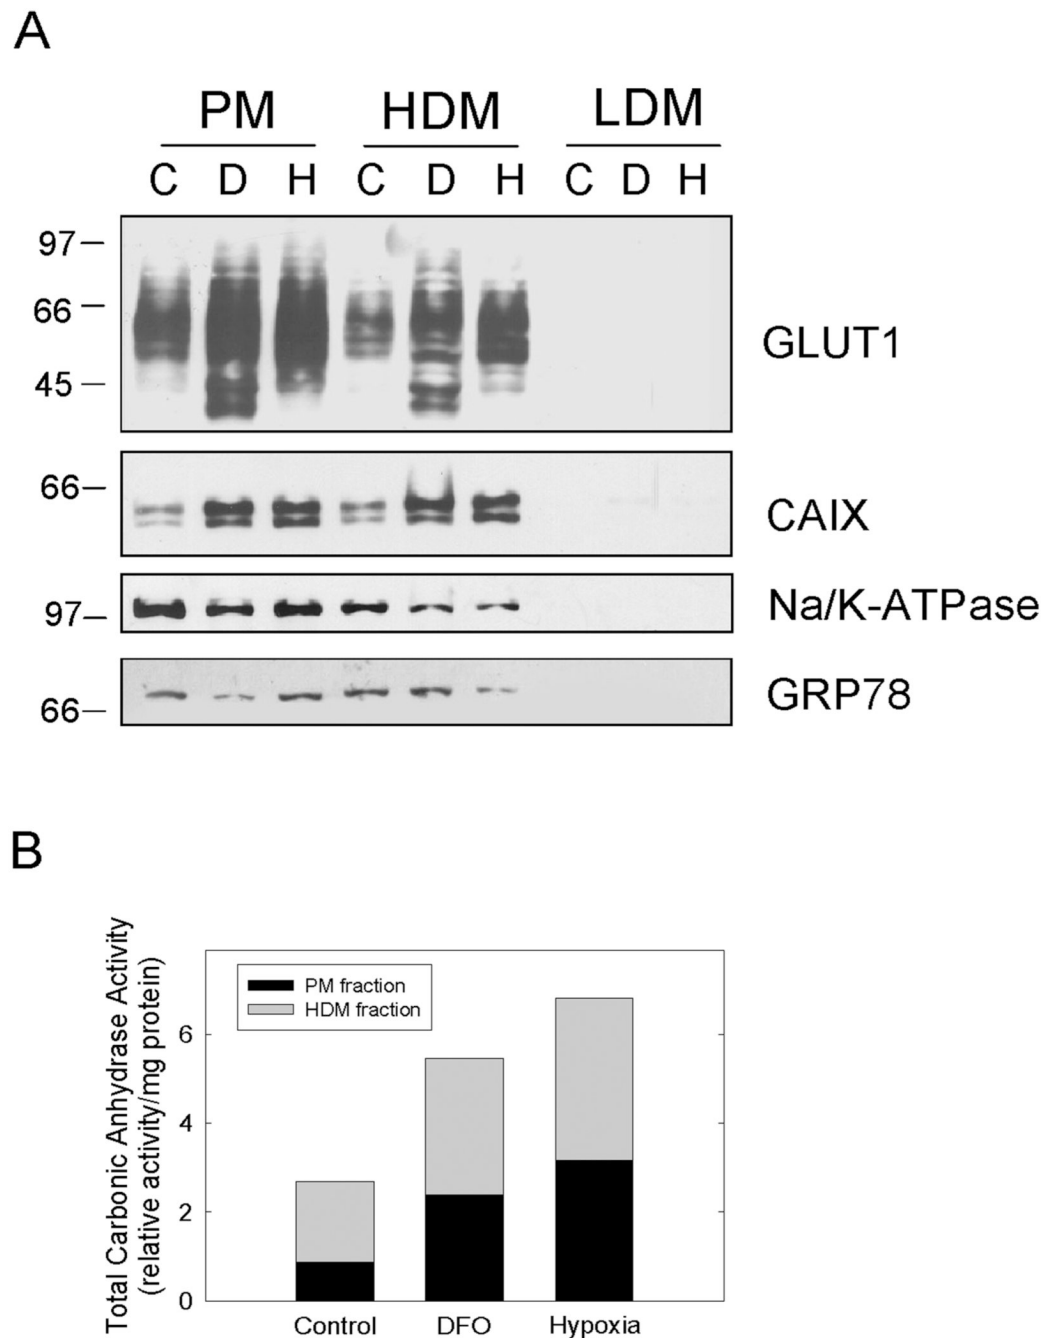 A
PM HDM LDM
C D H C D H C D H
97
66
45
GLUT1
66
CAIX
97
Na/K-ATPase
66
GRP78
B
Total Carbonic Anhydrase Activity
(relative activity/mg protein)
PM fraction
HDM fraction
6
4
2
0
Control DFO Hypoxia